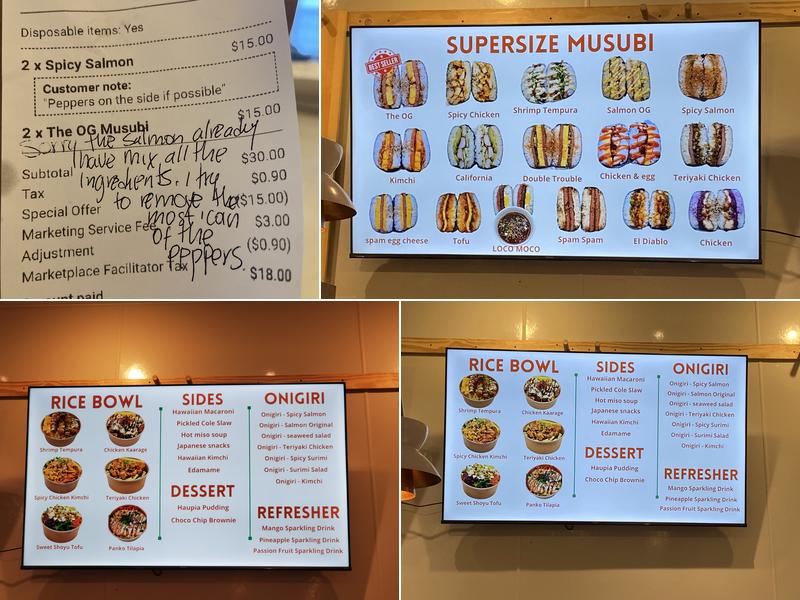 Disposable items: Yes
$15.00
2 x Spicy Salmon
Customer note:
"Peppers on the side if possible"
$15.00
2 x The OG Musubi
Sorry the salmon already
I have mix all the
Ingredients. I try
to remove the
most i can
of the
peppers.
Subtotal $30.00
Tax $0.90
Special Offer ($15.00)
Marketing Service Fee $3.00
Adjustment ($0.90)
Marketplace Facilitator Tax
$18.00
SUPERSIZE MUSUBI
BEST SELLER
The OG
Spicy Chicken
Shrimp Tempura
Salmon OG
Spicy Salmon
Kimchi
California
Double Trouble
Chicken & egg
Teriyaki Chicken
spam egg cheese
Tofu
LOCO MOCO
Spam Spam
El Diablo
Chicken
RICE BOWL
Shrimp Tempura
Chicken Kaarage
Spicy Chicken Kimchi
Teriyaki Chicken
Sweet Shoyu Tofu
Panko Tilapia
SIDES
Hawaiian Macaroni
Pickled Cole Slaw
Hot miso soup
Japanese snacks
Hawaiian Kimchi
Edamame
DESSERT
Haupia Pudding
Choco Chip Brownie
ONIGIRI
Onigiri - Spicy Salmon
Onigiri - Salmon Original
Onigiri - seaweed salad
Onigiri - Teriyaki Chicken
Onigiri - Spicy Surimi
Onigiri - Surimi Salad
Onigiri - Kimchi
REFRESHER
Mango Sparkling Drink
Pineapple Sparkling Drink
Passion Fruit Sparkling Drink
RICE BOWL
Shrimp Tempura
Chicken Kaarage
Spicy Chicken Kimchi
Teriyaki Chicken
Sweet Shoyu Tofu
Panko Tilapia
SIDES
Hawaiian Macaroni
Pickled Cole Slaw
Hot miso soup
Japanese snacks
Hawaiian Kimchi
Edamame
DESSERT
Haupia Pudding
Choco Chip Brownie
ONIGIRI
Onigiri - Spicy Salmon
Onigiri - Salmon Original
Onigiri - seaweed salad
Onigiri - Teriyaki Chicken
Onigiri - Spicy Surimi
Onigiri - Surimi Salad
Onigiri - Kimchi
REFRESHER
Mango Sparkling Drink
Pineapple Sparkling Drink
Passion Fruit Sparkling Drink